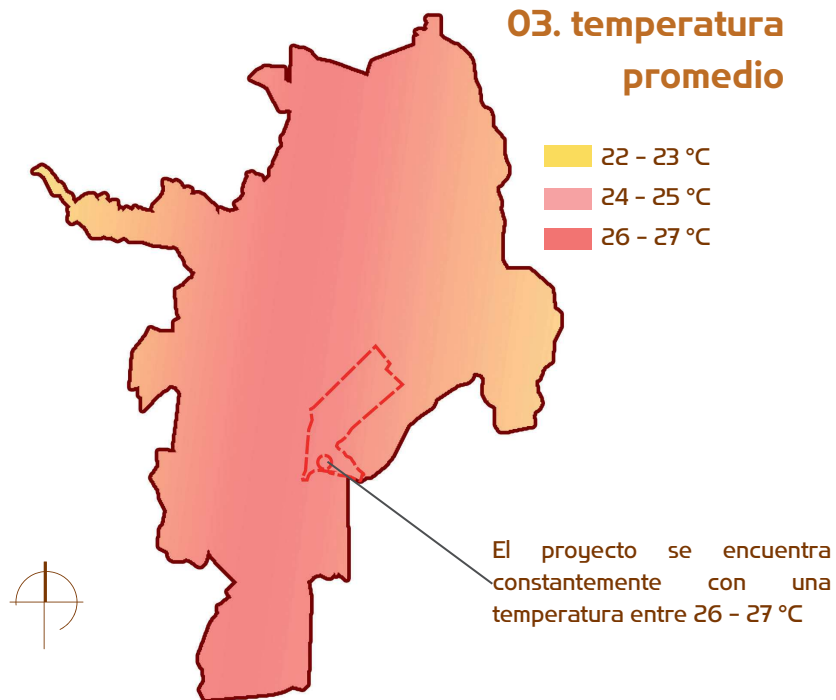 03. temperatura
promedio
22 - 23 °C
24 - 25 °C
26 - 27 °C
El proyecto se encuentra
constantemente con una
temperatura entre 26 - 27 °C